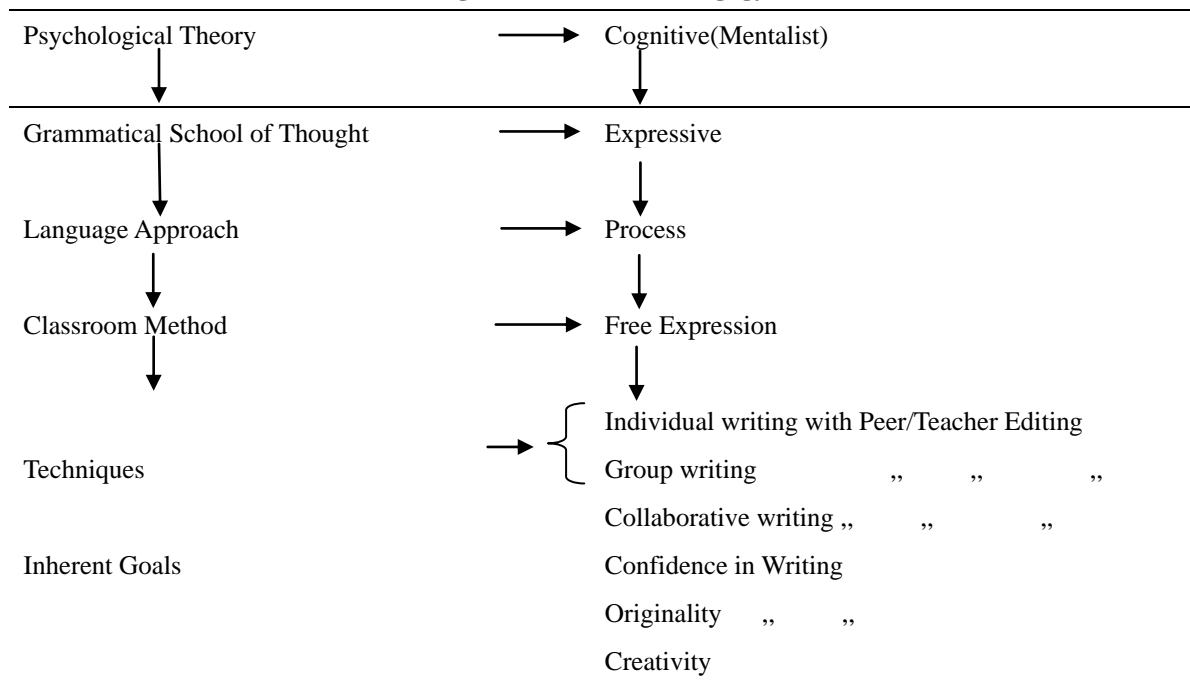 Psychological Theory Cognitive(Mentalist)
Grammatical School of Thought Expressive
Language Approach Process
Classroom Method Free Expression
Individual writing with Peer/Teacher Editing
Techniques Group writing ,, ,, ,,
Collaborative writing ,, ,, ,,
Inherent Goals Confidence in Writing
Originality ,, ,,
Creativity